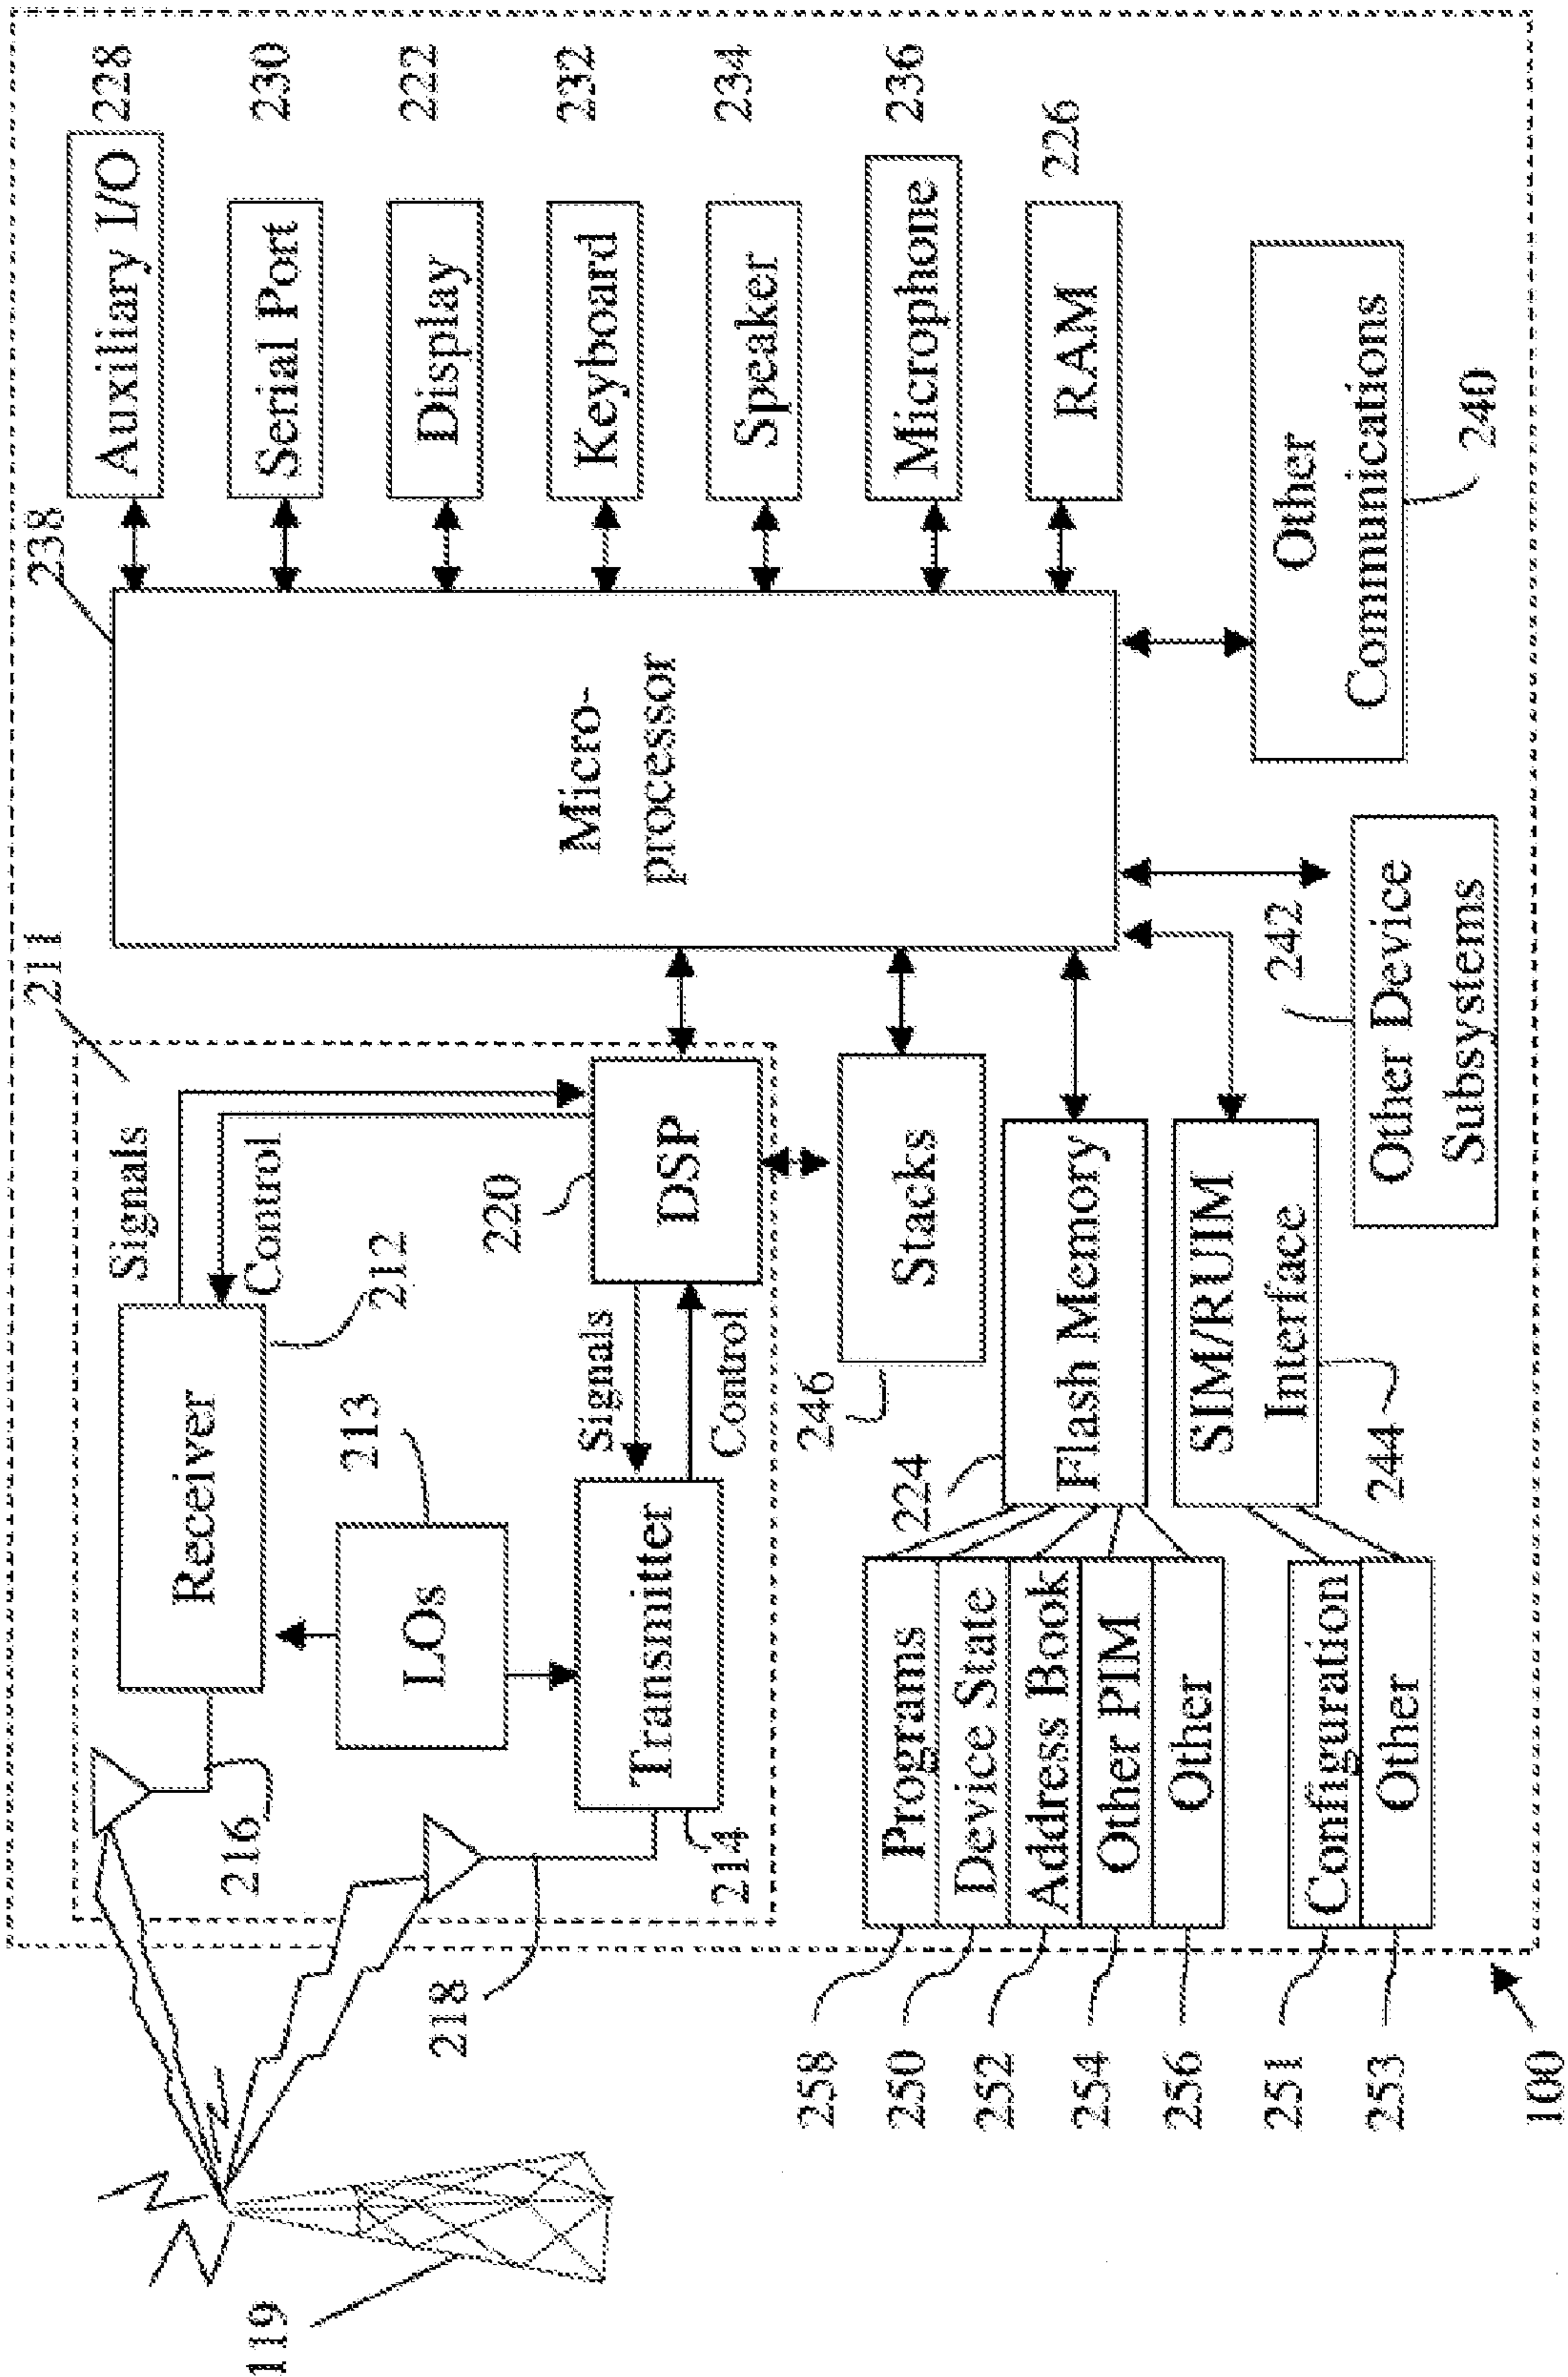 211
238
Signals
Receiver
Control
212
216
LOs
213
220
DSP
Signals
Control
Transmitter
214
218
119
Micro-
processor
Auxiliary I/O
228
Serial Port
230
Display
222
Keyboard
232
Speaker
234
Microphone
236
RAM
226
Stacks
246
224
Flash Memory
258
Programs
250
Device State
252
Address Book
254
Other PIM
256
Other
SIM/RUIM
Interface
244
251
Configuration
253
Other
242
Other Device
Subsystems
Other
Communications
240
100